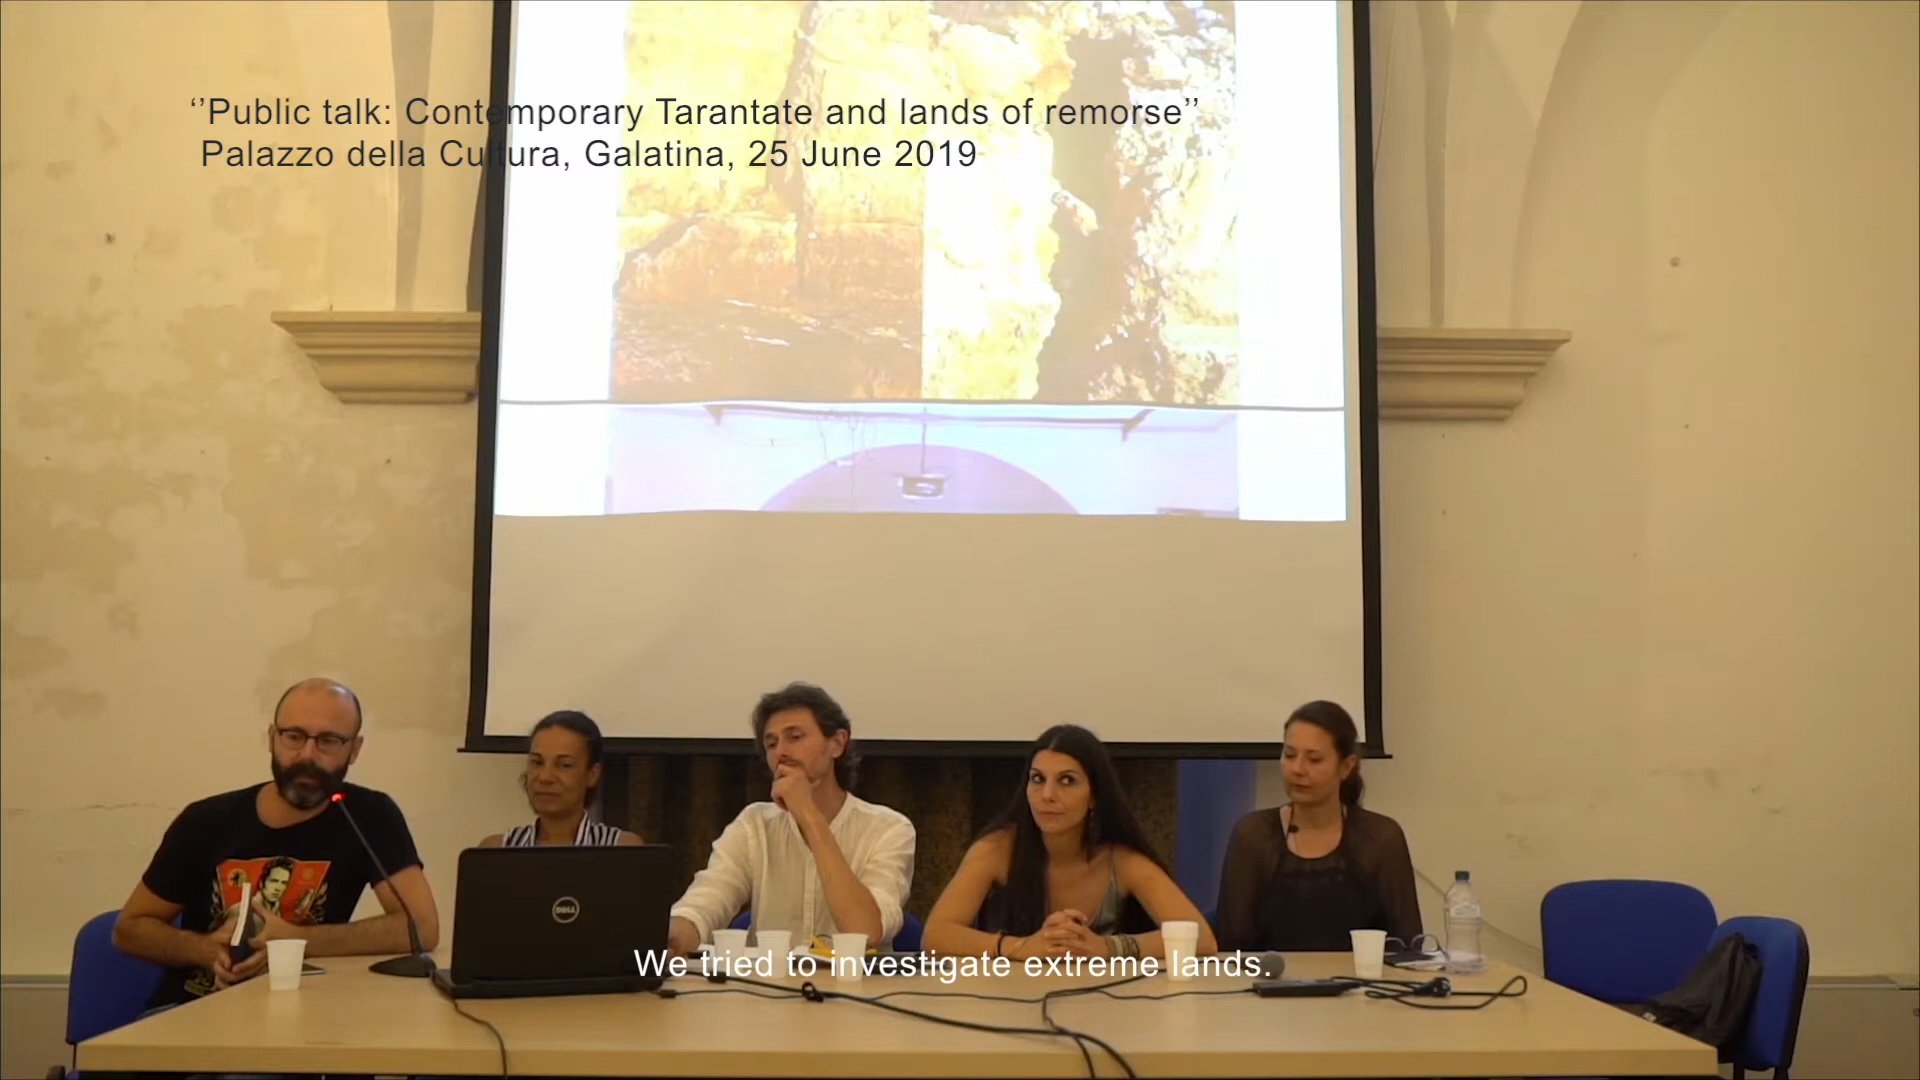 ‘’Public talk: Contemporary Tarantate and lands of remorse’’
Palazzo della Cultura, Galatina, 25 June 2019
DELL
We tried to investigate extreme lands.